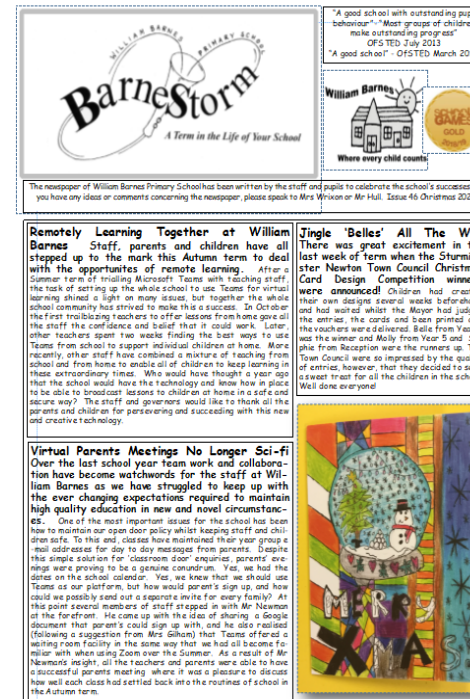 "A good school with outstanding pup
behaviour"-"Most groups of childre
make outstanding progress"
OFSTED July 2013
"A good school" - OfSTED March 20
WILLIAM BARNES PRIMARY SCHOOL
BarneStorm
A Term in the Life of Your School
William Barnes
Where every child counts
GAMES
GOLD
The newspaper of William Barnes Primary School has been written by the staff and pupils to celebrate the school's successes
you have any ideas or comments concerning the newspaper, please speak to Mrs Wrixon or Mr Hull. Issue 46 Christmas 202
Remotely Learning Together at William
Barnes Staff, parents and children have all
stepped up to the mark this Autumn term to deal
with the opportunites of remote learning. After a
Summer term of trialling Microsoft Teams with teaching staff,
the task of setting up the whole school to use Teams for virtual
learning shined a light on many issues, but together the whole
school community has strived to make this a success. In October
the first trailblazing teachers to offer lessons from home gave all
the staff the confidence and belief that it could work. Later,
other teachers spent two weeks finding the best ways to use
Teams from school to support individual children at home. More
recently, other staff have combined a mixture of teaching from
school and from home to enable all of children to keep learning in
these extraordinary times. Who would have thought a year ago
that the school would have the technology and know how in place
to be able to broadcast lessons to children at home in a safe and
secure way? The staff and governors would like to thank all the
parents and children for persevering and succeeding with this new
and creative technology.
Virtual Parents Meetings No Longer Sci-fi
Over the last school year team work and collabora-
tion have become watchwords for the staff at Wil-
liam Barnes as we have struggled to keep up with
the ever changing expectations required to maintain
high quality education in new and novel circumstanc-
es. One of the most important issues for the school has been
how to maintain our open door policy whilst keeping staff and chil-
dren safe. To this end, classes have maintained their year group e
-mail addresses for day to day messages from parents. Despite
this simple solution for 'classroom door' enquiries, parents' eve-
nings were proving to be a genuine conundrum. Yes, we had the
dates on the school calendar. Yes, we knew that we should use
Teams as our platform, but how would parent's sign up, and how
could we possibly send out a separate invite for every family? At
this point several members of staff stepped in with Mr Newman
at the forefront. He came up with the idea of sharing a Google
document that parent's could sign up with, and he also realised
(following a suggestion from Mrs Gilham) that Teams offered a
waiting room facility in the same way that we had all become fa-
miliar with when using Zoom over the Summer. As a result of Mr
Newman's insight, all the teachers and parents were able to have
a successful parents meeting where it was a pleasure to discuss
how well each class had settled back into the routines of school in
the Autumn term.
Jingle 'Belles' All The W
There was great excitement in t
last week of term when the Sturmi
ster Newton Town Council Christm
Card Design Competition winne
were announced! Children had creat
their own designs several weeks beforeha
and had waited whilst the Mayor had judg
the entries, the cards and been printed a
the vouchers were delivered. Belle from Yea
was the winner and Molly from Year 5 and S
phie from Reception were the runners up. T
Town Council were so impressed by the qua
of entries, however, that they decided to se
a sweet treat for all the children in the scho
Well done everyone!
MERRY
XMAS